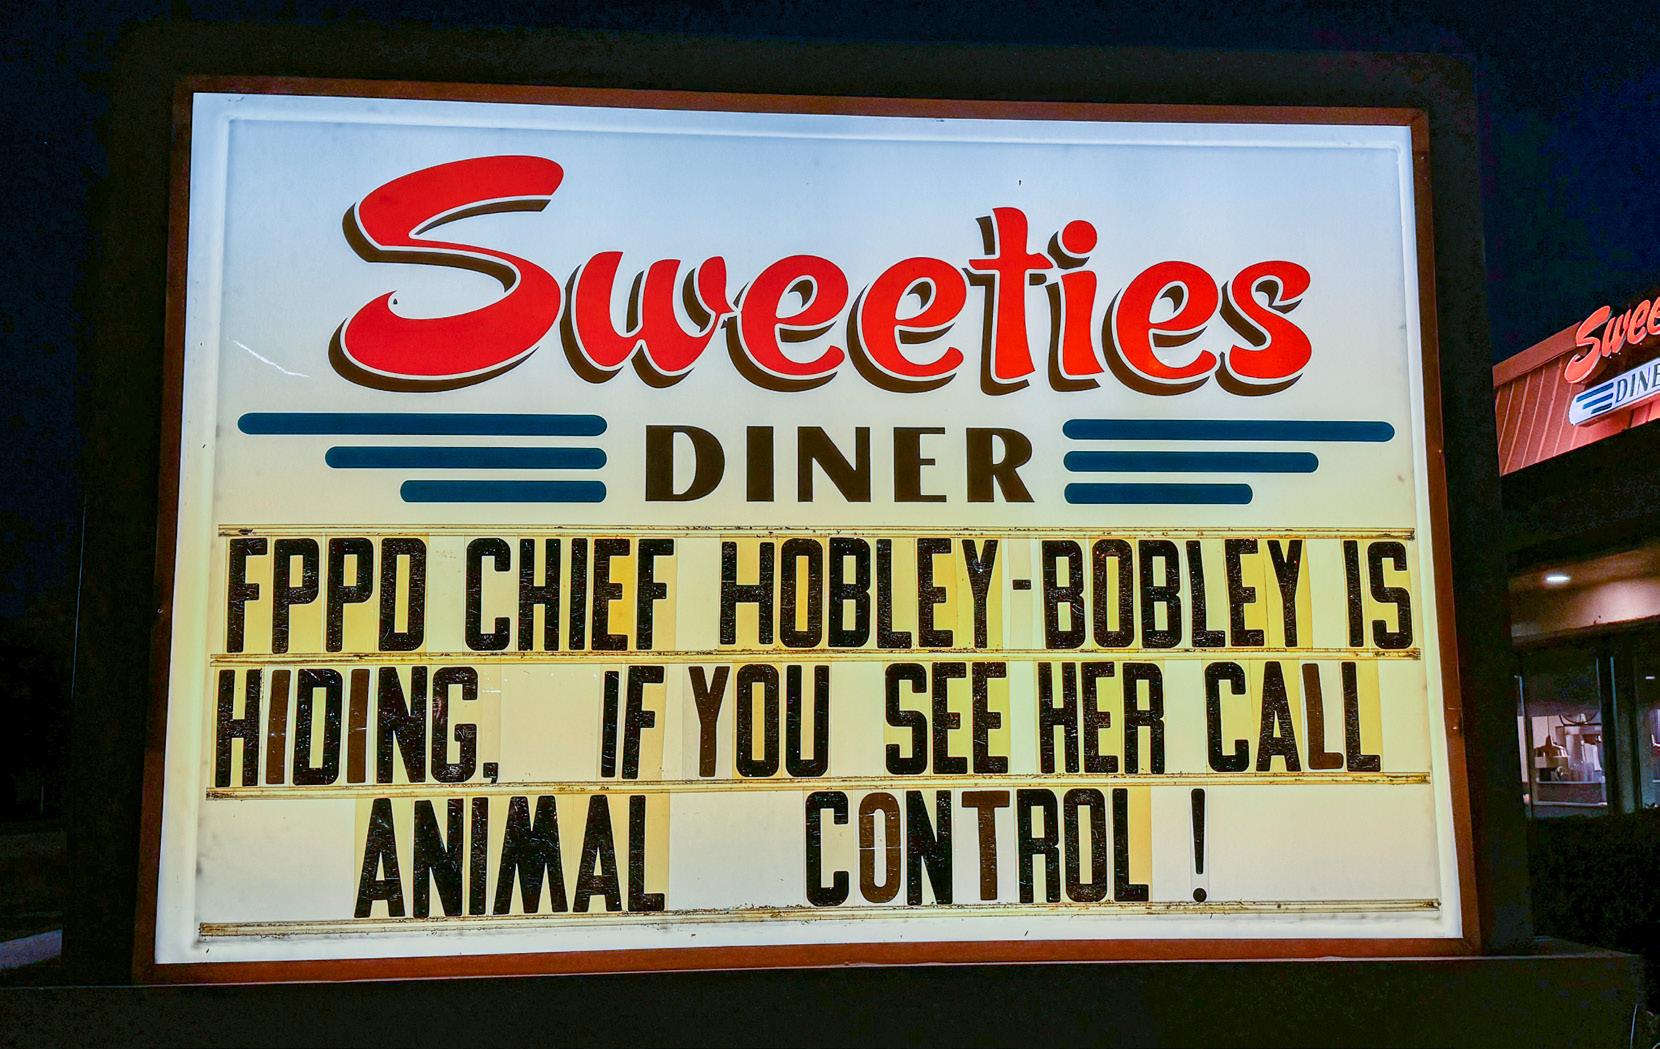 Sweeties
DINER
FPPD CHIEF HOBLEY-BOBLEY IS
HIDING, IF YOU SEE HER CALL
ANIMAL CONTROL!
Swee
DINE